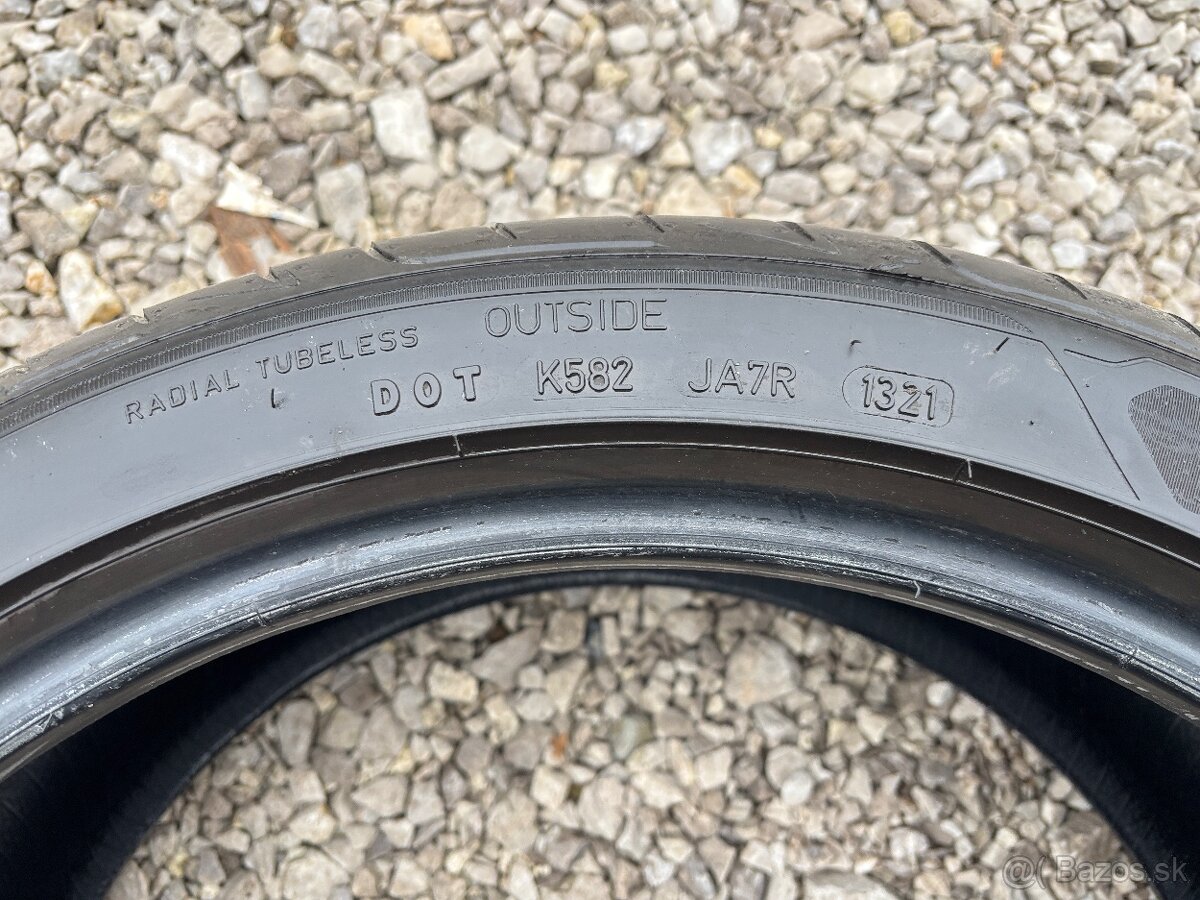 OUTSIDE
RADIAL TUBELESS
DOT K582 JA7R 1321
@( Bazos.sk